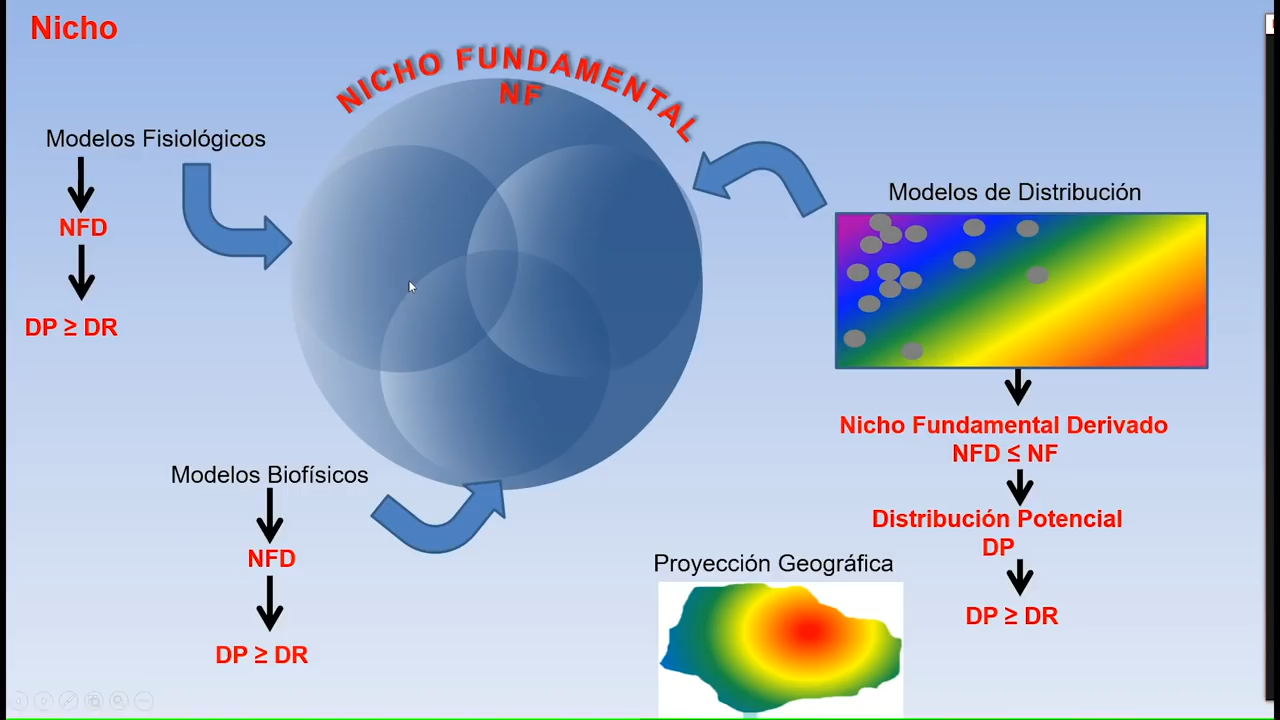 Nicho
NICHO FUNDAMENTAL
NF
Modelos Fisiológicos
NFD
DP ≥ DR
Modelos de Distribución
Nicho Fundamental Derivado
NFD ≤ NF
Distribución Potencial
DP
DP ≥ DR
Modelos Biofísicos
NFD
DP ≥ DR
Proyección Geográfica